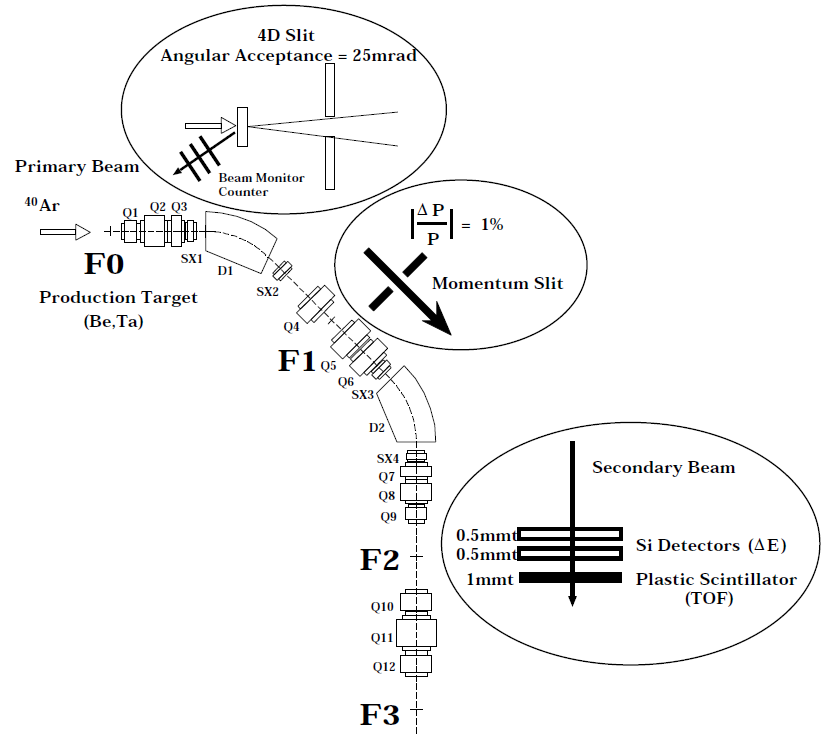 4D Slit
Angular Acceptance = 25mrad
Beam Monitor
Counter
Primary Beam
⁴⁰Ar
Q1 Q2 Q3
SX1
D1
F0
Production Target
(Be,Ta)
SX2
Q4
|ΔP/P| = 1%
Momentum Slit
F1
Q5
Q6
SX3
D2
SX4
Q7
Q8
Q9
F2
Secondary Beam
0.5mmt
0.5mmt
Si Detectors (ΔE)
1mmt
Plastic Scintillator
(TOF)
Q10
Q11
Q12
F3